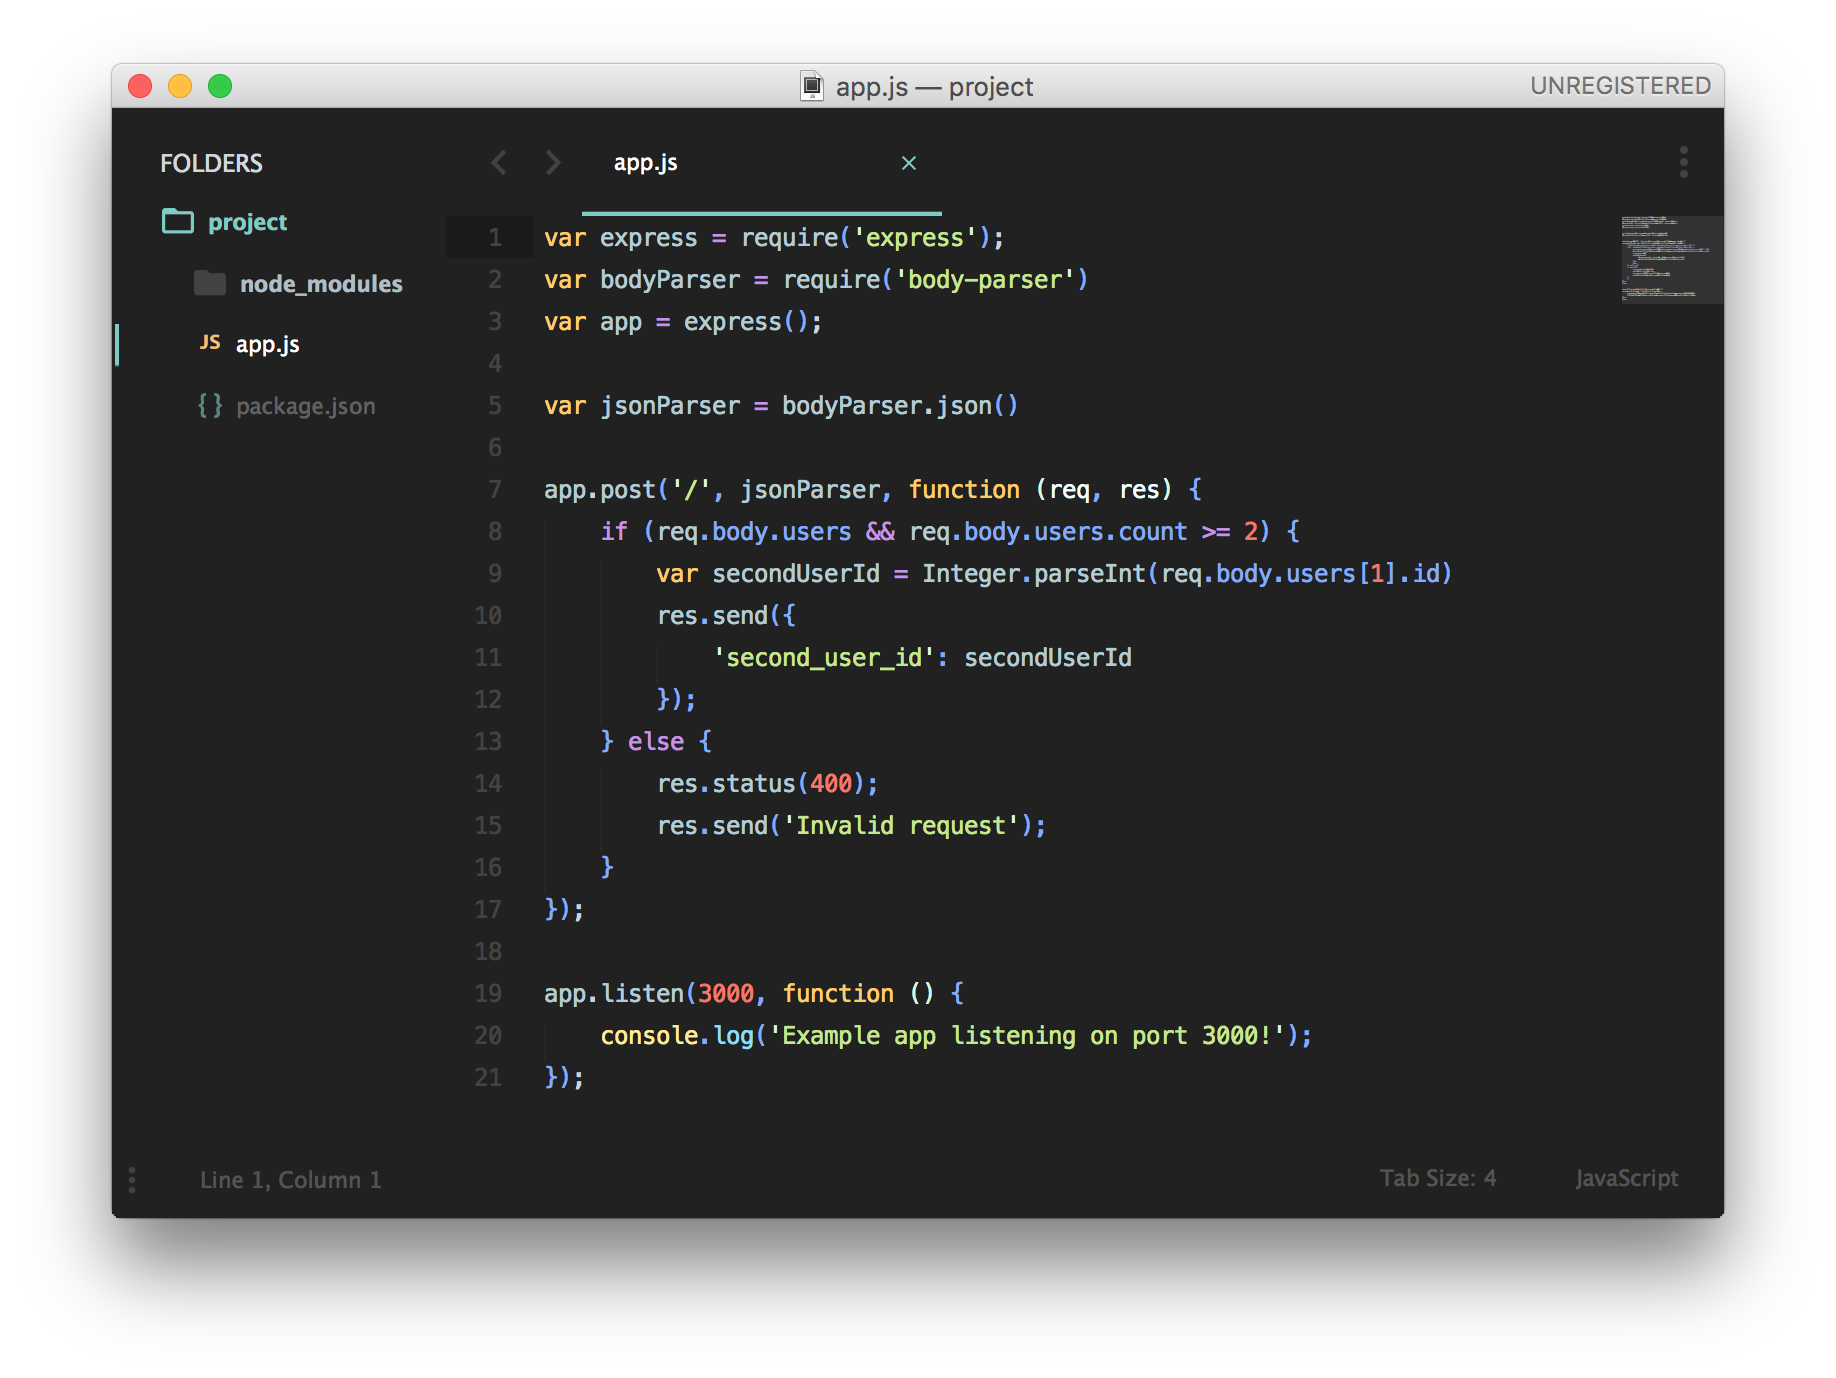 app.js — project
UNREGISTERED
FOLDERS
project
node_modules
JS app.js
{ } package.json
app.js ×
1 var express = require('express');
2 var bodyParser = require('body-parser')
3 var app = express();
4
5 var jsonParser = bodyParser.json()
6
7 app.post('/', jsonParser, function (req, res) {
8     if (req.body.users && req.body.users.count >= 2) {
9         var secondUserId = Integer.parseInt(req.body.users[1].id)
10         res.send({
11             'second_user_id': secondUserId
12         });
13     } else {
14         res.status(400);
15         res.send('Invalid request');
16     }
17 });
18
19 app.listen(3000, function () {
20     console.log('Example app listening on port 3000!');
21 });
Line 1, Column 1
Tab Size: 4
JavaScript